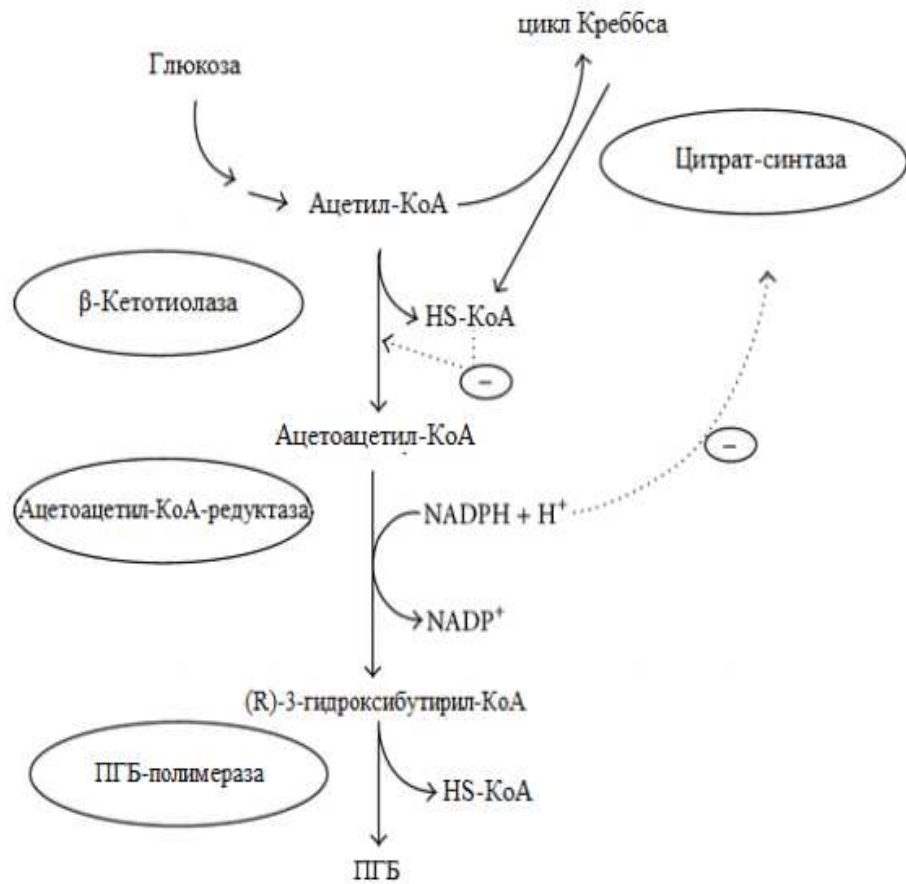 цикл Креббса
Глюкоза
Цитрат-синтаза
Ацетил-КоА
β-Кетотиолаза
HS-КоА
−
Ацетоацетил-КоА
−
Ацетоацетил-КоА-редуктаза
NADPH + H⁺
NADP⁺
(R)-3-гидроксибутирил-КоА
ПГБ-полимераза
HS-КоА
ПГБ